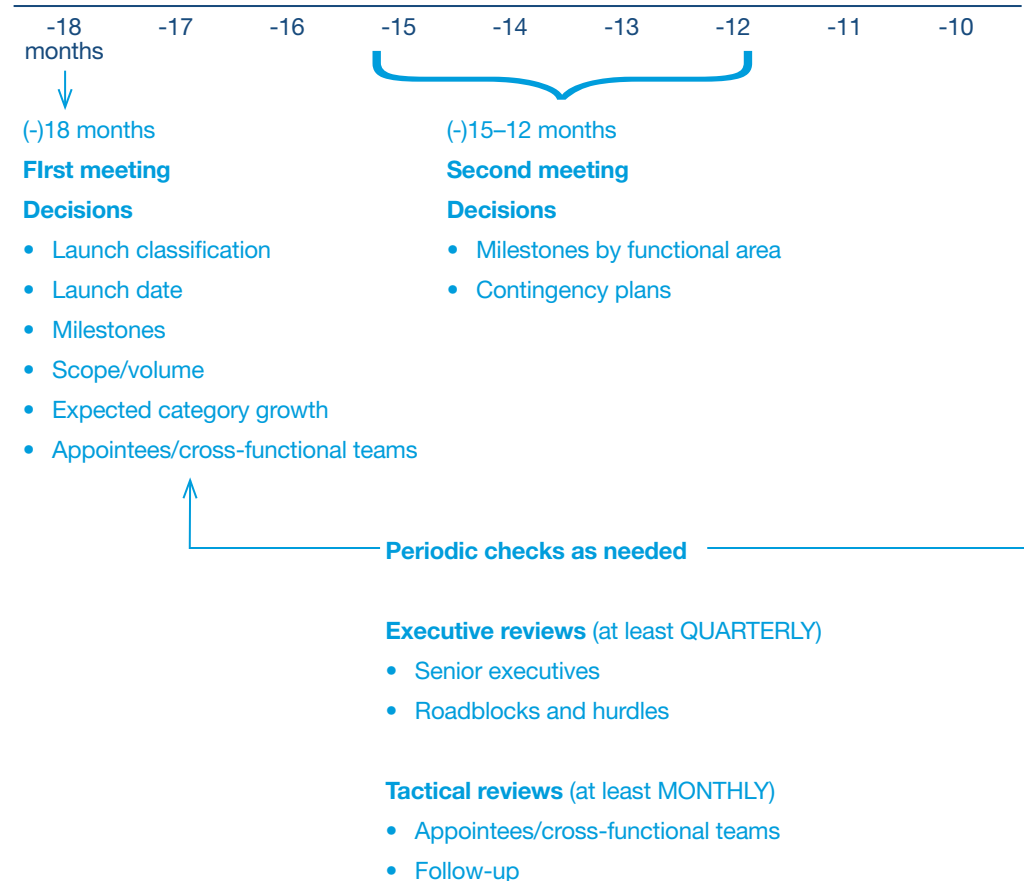 -18 -17 -16 -15 -14 -13 -12 -11 -10
months
(-)18 months
FIrst meeting
Decisions
• Launch classification
• Launch date
• Milestones
• Scope/volume
• Expected category growth
• Appointees/cross-functional teams
(-)15–12 months
Second meeting
Decisions
• Milestones by functional area
• Contingency plans
Periodic checks as needed
Executive reviews (at least QUARTERLY)
• Senior executives
• Roadblocks and hurdles
Tactical reviews (at least MONTHLY)
• Appointees/cross-functional teams
• Follow-up